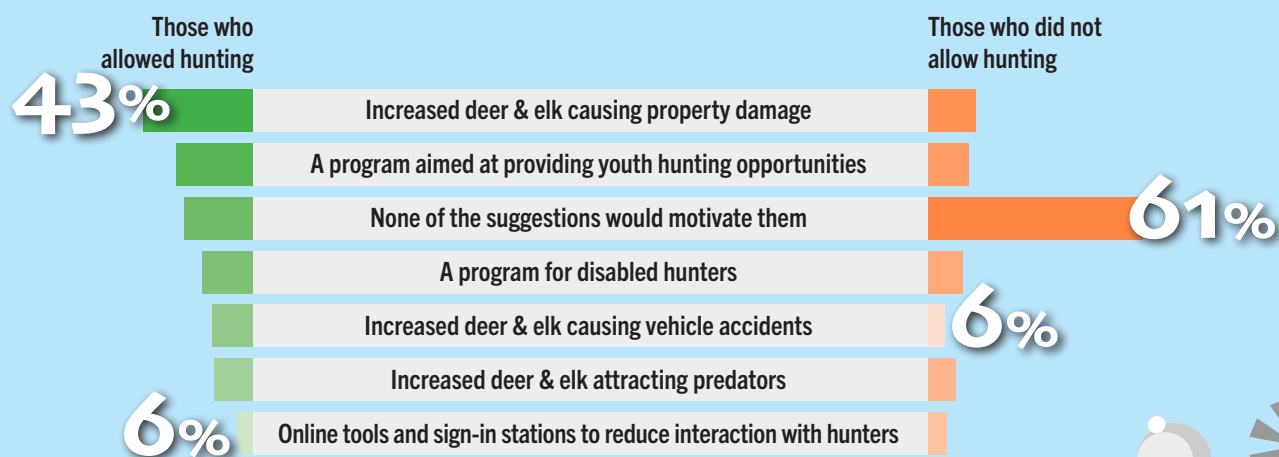 Those who
allowed hunting
Those who did not
allow hunting
43%
Increased deer & elk causing property damage
A program aimed at providing youth hunting opportunities
None of the suggestions would motivate them
61%
A program for disabled hunters
Increased deer & elk causing vehicle accidents
6%
Increased deer & elk attracting predators
6%
Online tools and sign-in stations to reduce interaction with hunters